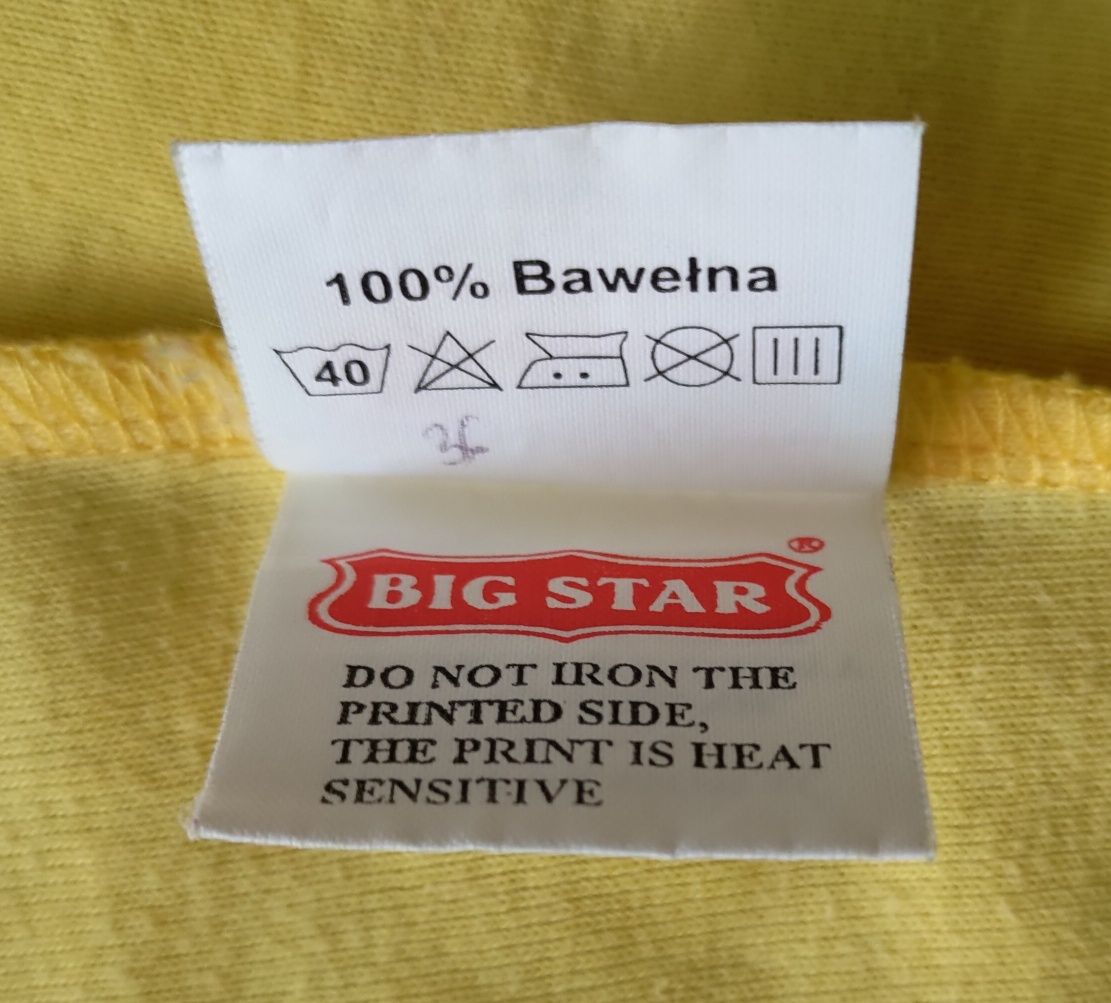 100% Bawełna
40
BIG STAR®
DO NOT IRON THE
PRINTED SIDE,
THE PRINT IS HEAT
SENSITIVE